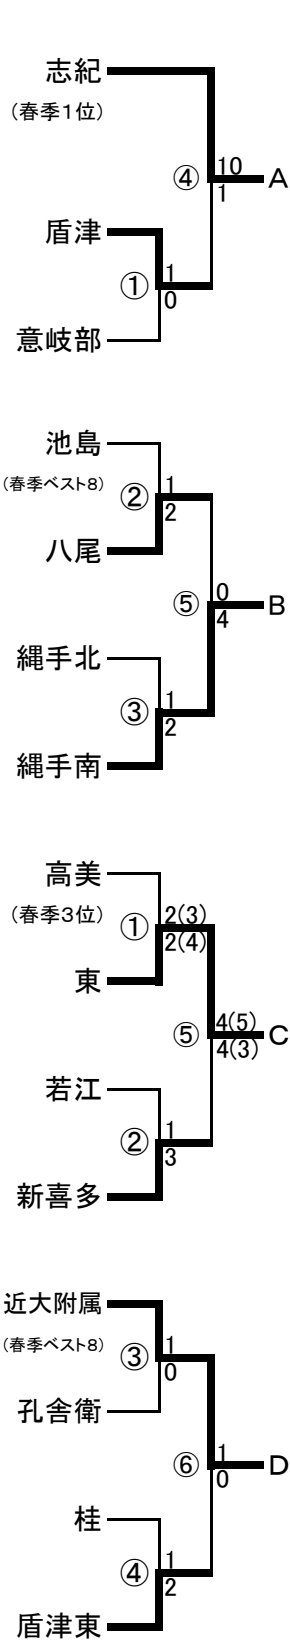 志紀
(春季1位)
10
④ A
1
盾津
1
①
0
意岐部
池島
(春季ベスト8)
1
②
2
八尾
0
⑤ B
4
縄手北
1
③
2
縄手南
高美
(春季3位)
2(3)
①
2(4)
東
4(5)
⑤ C
4(3)
若江
1
②
3
新喜多
近大附属
(春季ベスト8)
1
③
0
孔舎衛
1
⑥ D
0
桂
1
④
2
盾津東